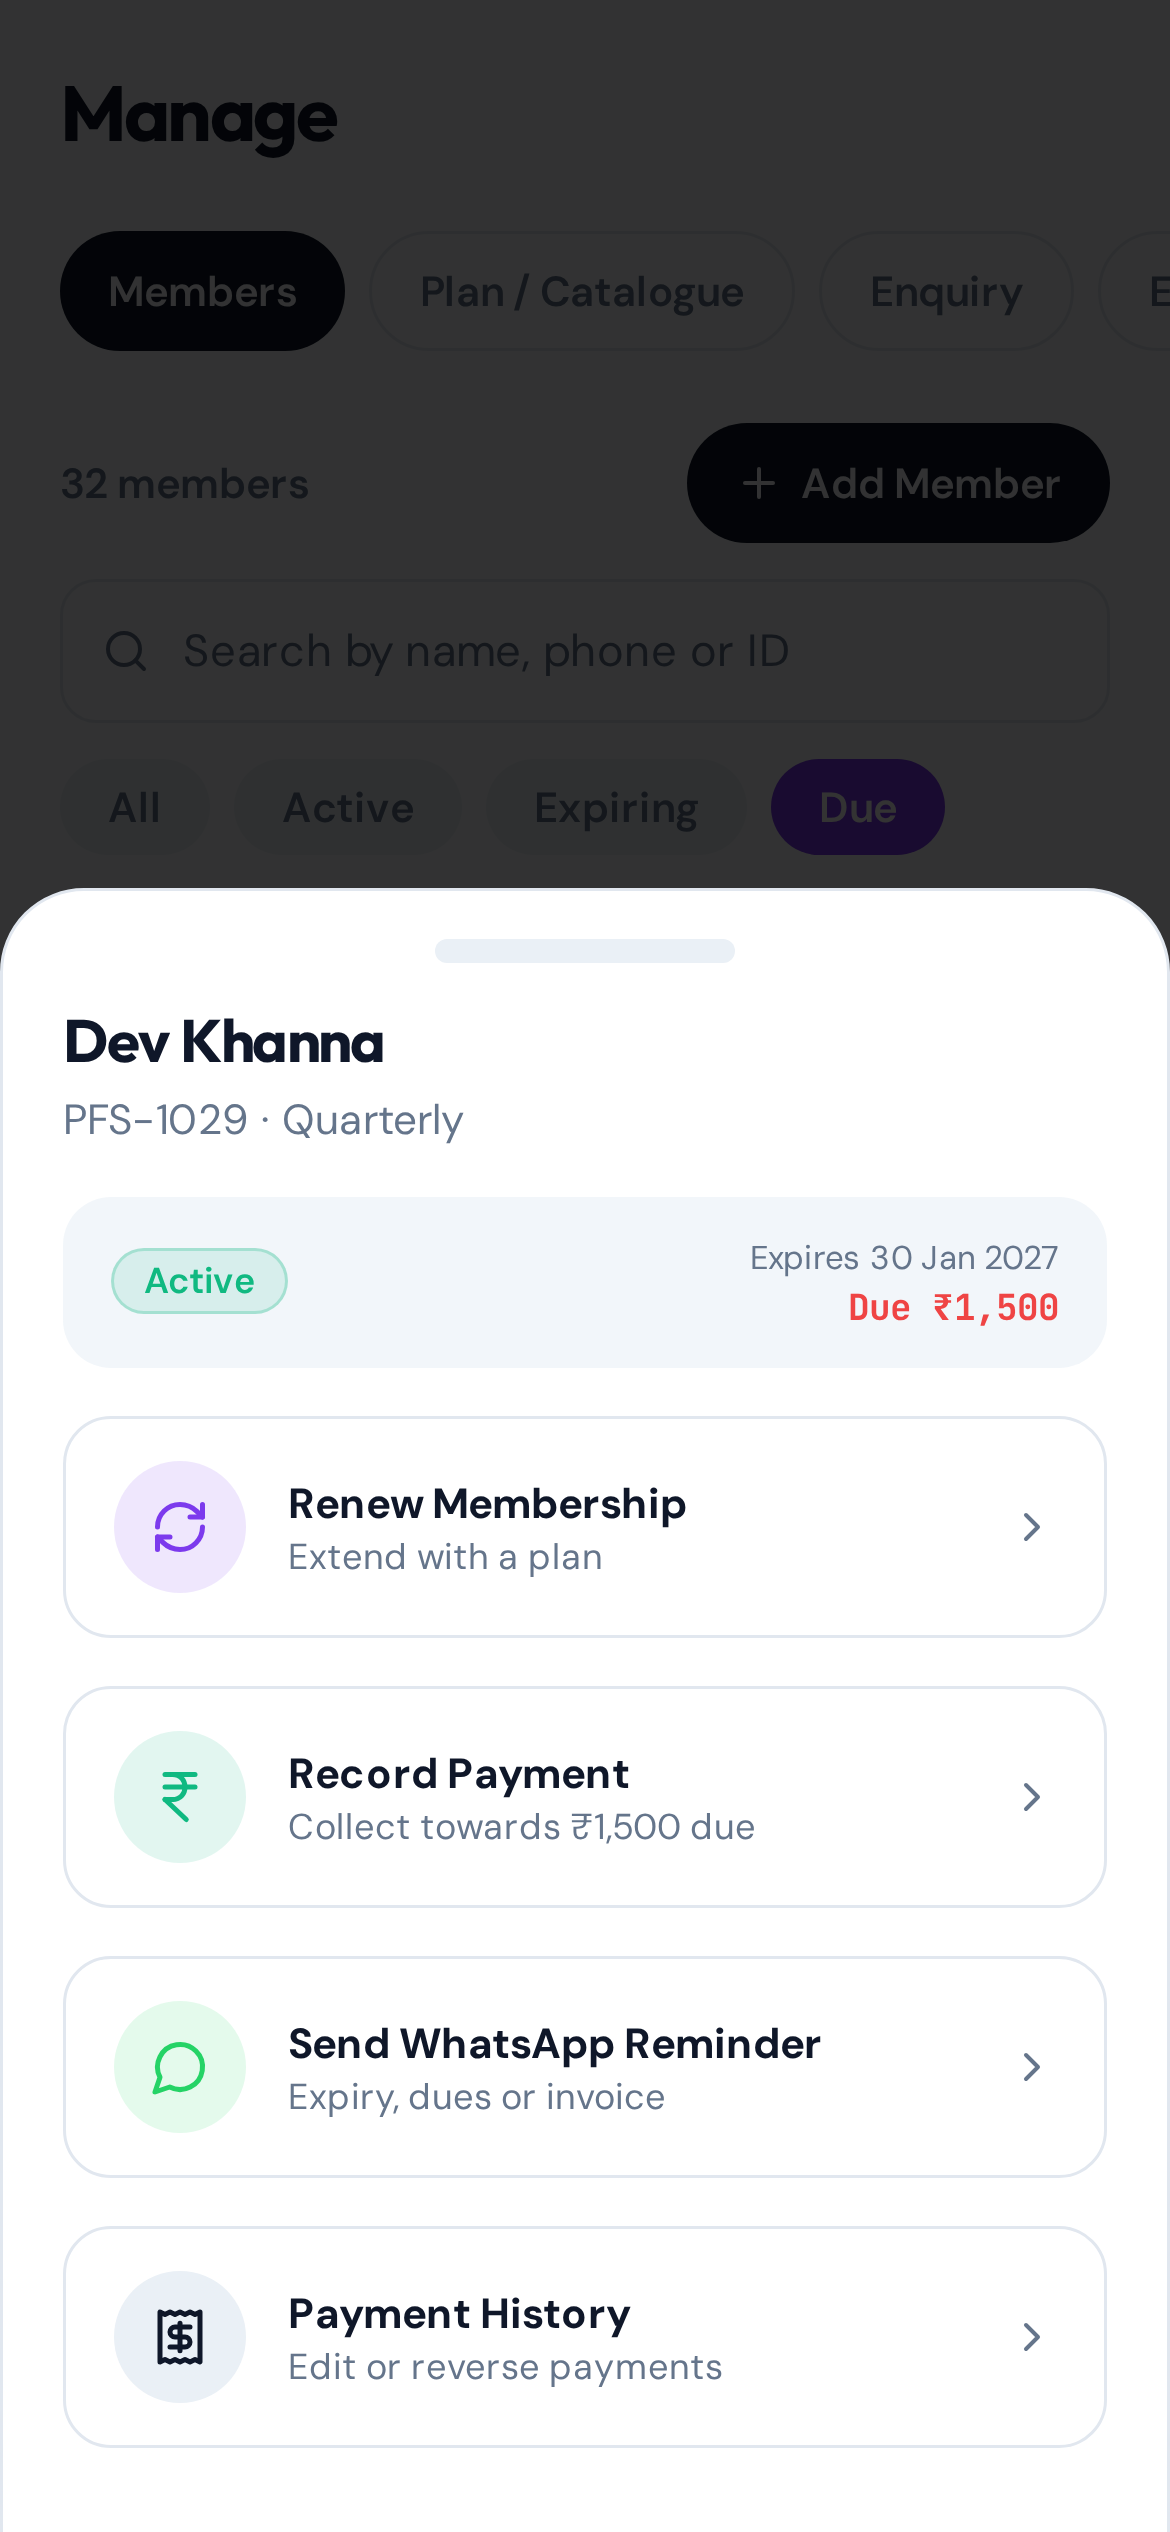 Manage
Members
Plan / Catalogue
Enquiry
E
32 members
+ Add Member
Search by name, phone or ID
All
Active
Expiring
Due
Dev Khanna
PFS-1029 · Quarterly
Active
Expires 30 Jan 2027
Due ₹1,500
Renew Membership
Extend with a plan
Record Payment
Collect towards ₹1,500 due
Send WhatsApp Reminder
Expiry, dues or invoice
Payment History
Edit or reverse payments